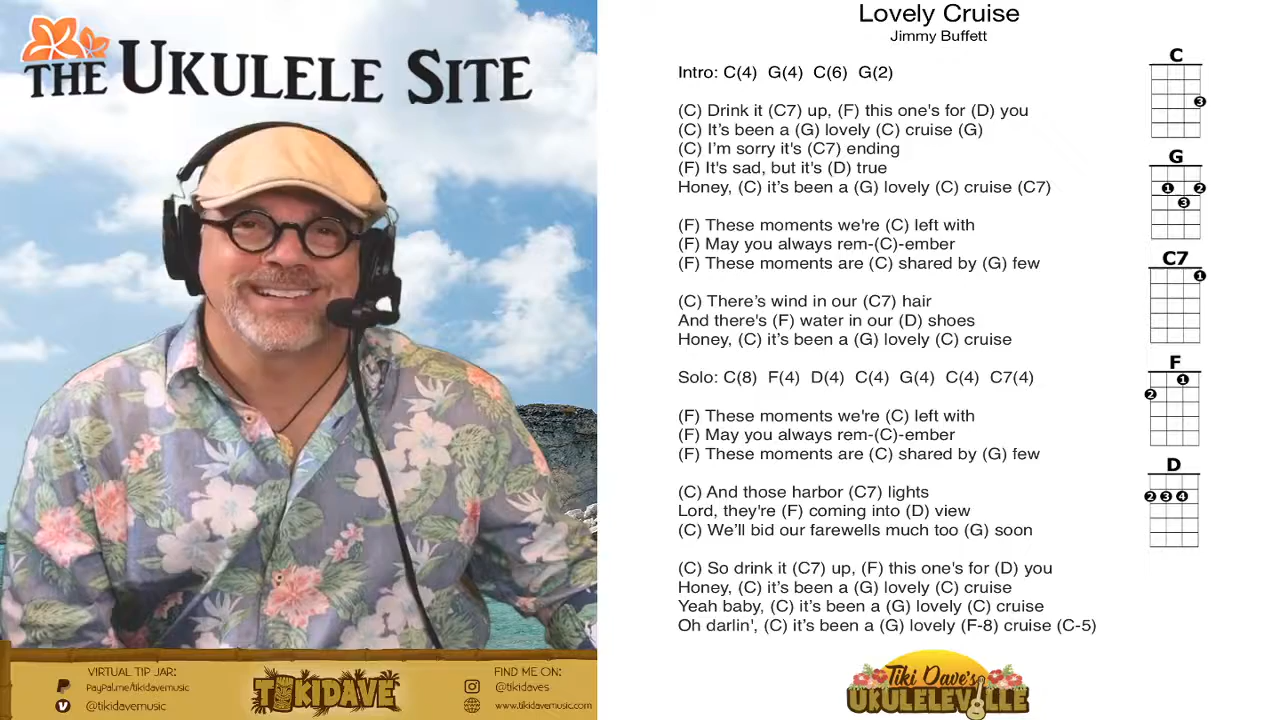 THE UKULELE SITE
VIRTUAL TIP JAR:
PayPal.me/tikidavemusic
@tikidavemusic
TIKIDAVE
FIND ME ON:
@tikidaves
www.tikidavemusic.com
Lovely Cruise
Jimmy Buffett
Intro: C(4) G(4) C(6) G(2)
(C) Drink it (C7) up, (F) this one's for (D) you
(C) It’s been a (G) lovely (C) cruise (G)
(C) I’m sorry it's (C7) ending
(F) It's sad, but it's (D) true
Honey, (C) it’s been a (G) lovely (C) cruise (C7)
(F) These moments we're (C) left with
(F) May you always rem-(C)-ember
(F) These moments are (C) shared by (G) few
(C) There’s wind in our (C7) hair
And there's (F) water in our (D) shoes
Honey, (C) it’s been a (G) lovely (C) cruise
Solo: C(8) F(4) D(4) C(4) G(4) C(4) C7(4)
(F) These moments we're (C) left with
(F) May you always rem-(C)-ember
(F) These moments are (C) shared by (G) few
(C) And those harbor (C7) lights
Lord, they're (F) coming into (D) view
(C) We’ll bid our farewells much too (G) soon
(C) So drink it (C7) up, (F) this one's for (D) you
Honey, (C) it’s been a (G) lovely (C) cruise
Yeah baby, (C) it’s been a (G) lovely (C) cruise
Oh darlin', (C) it’s been a (G) lovely (F-8) cruise (C-5)
C
3
G
1 2
3
C7
1
F
1
2
D
2 3 4
Tiki Dave's
UKULELEVILLE